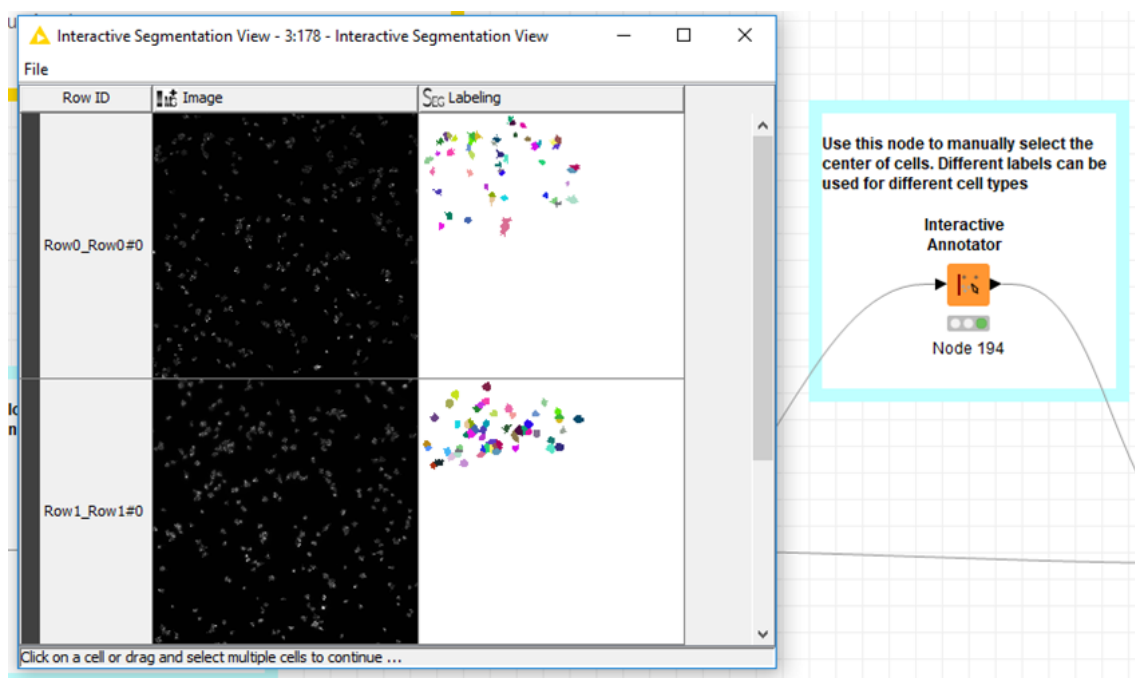 Interactive Segmentation View - 3:178 - Interactive Segmentation View
File
Row ID
Image
SEG Labeling
Row0_Row0#0
Row1_Row1#0
Click on a cell or drag and select multiple cells to continue ...
Use this node to manually select the
center of cells. Different labels can be
used for different cell types
Interactive
Annotator
Node 194